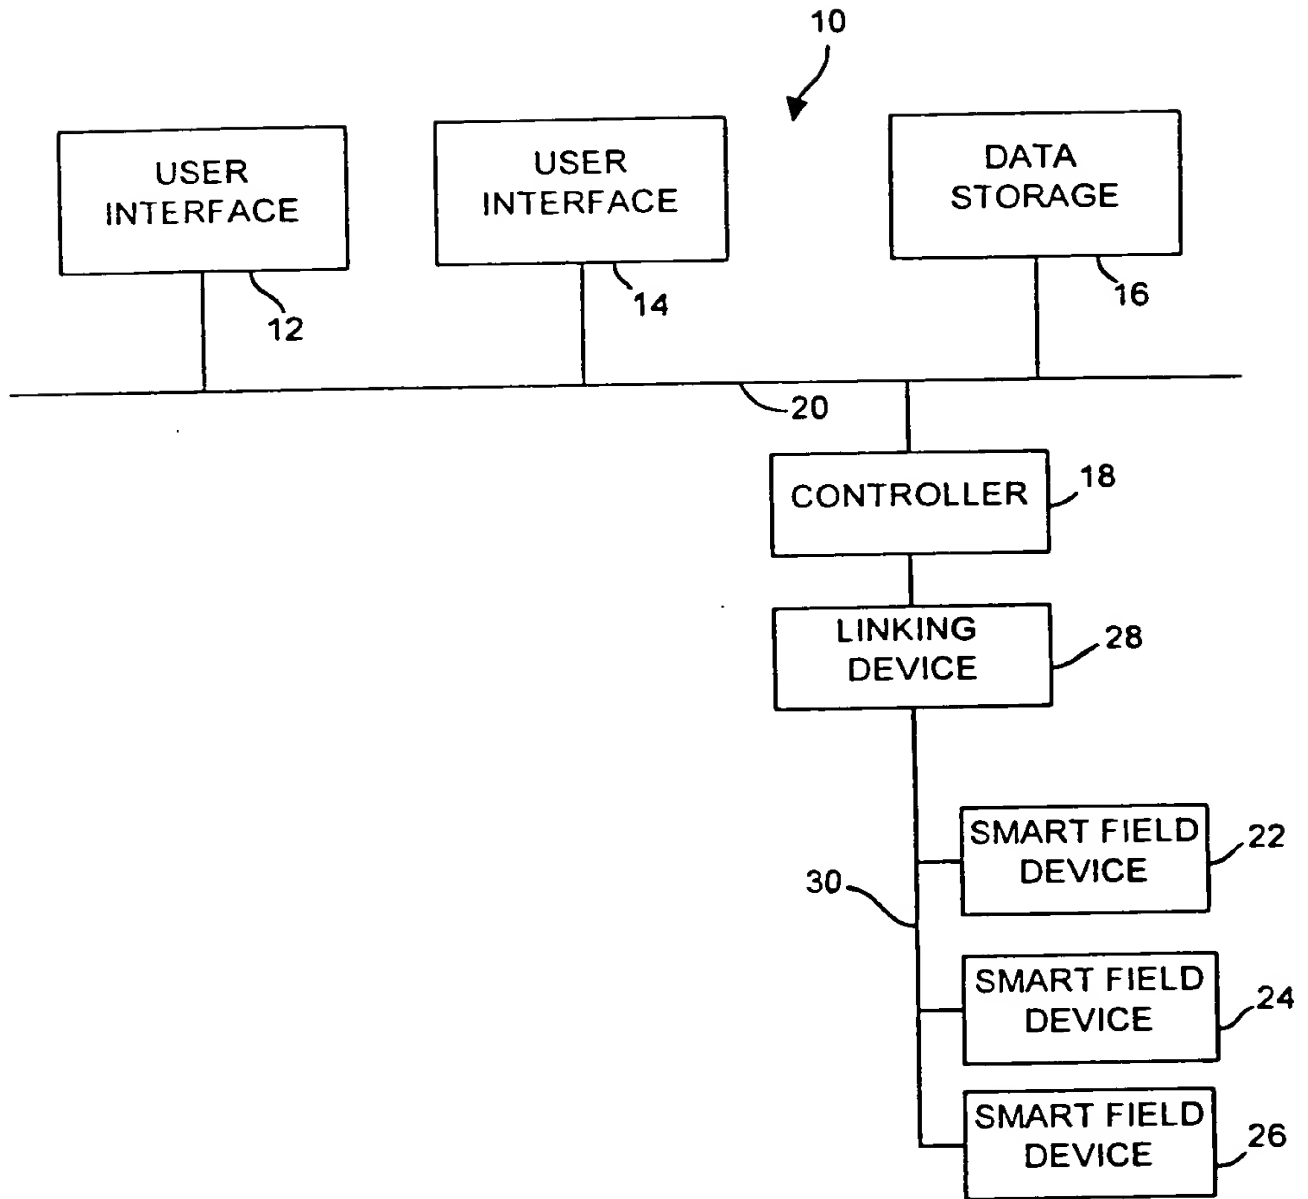 10
USER
INTERFACE
12
USER
INTERFACE
14
DATA
STORAGE
16
20
CONTROLLER
18
LINKING
DEVICE
28
30
SMART FIELD
DEVICE
22
SMART FIELD
DEVICE
24
SMART FIELD
DEVICE
26